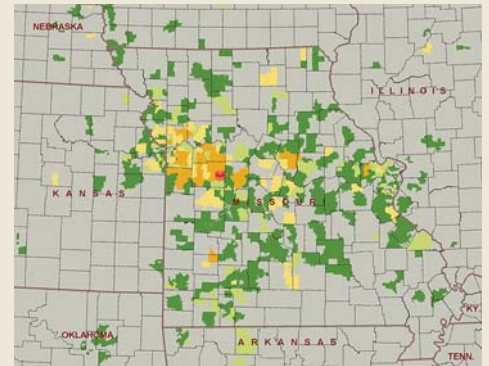 NEBRASKA
ILLINOIS
KANSAS
MISSOURI
KY.
OKLAHOMA
ARKANSAS
TENN.